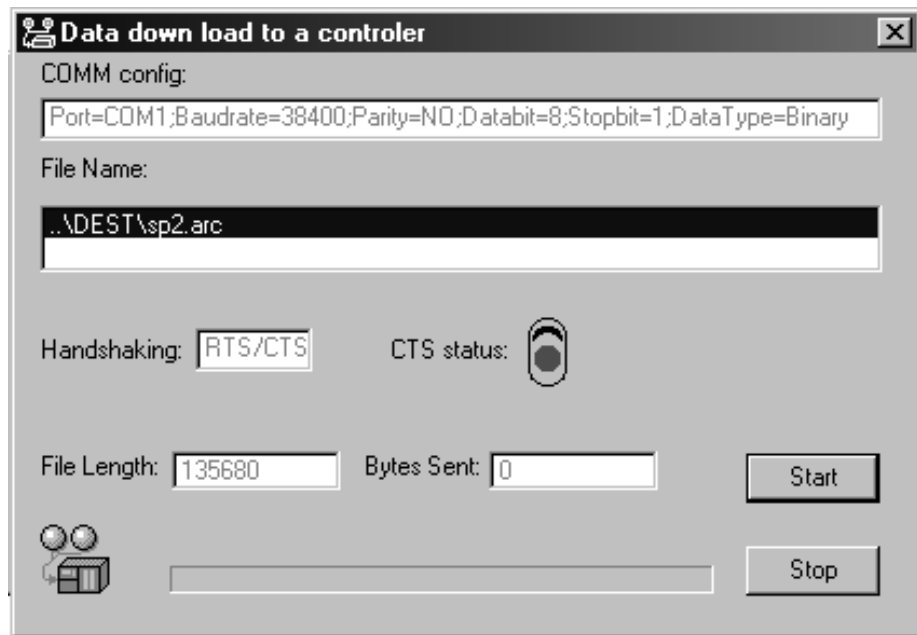 Data down load to a controler
COMM config:
Port=COM1;Baudrate=38400;Parity=NO;Databit=8;Stopbit=1;DataType=Binary
File Name:
..\DEST\sp2.arc
Handshaking: RTS/CTS CTS status:
File Length: 135680 Bytes Sent: 0 Start
Stop